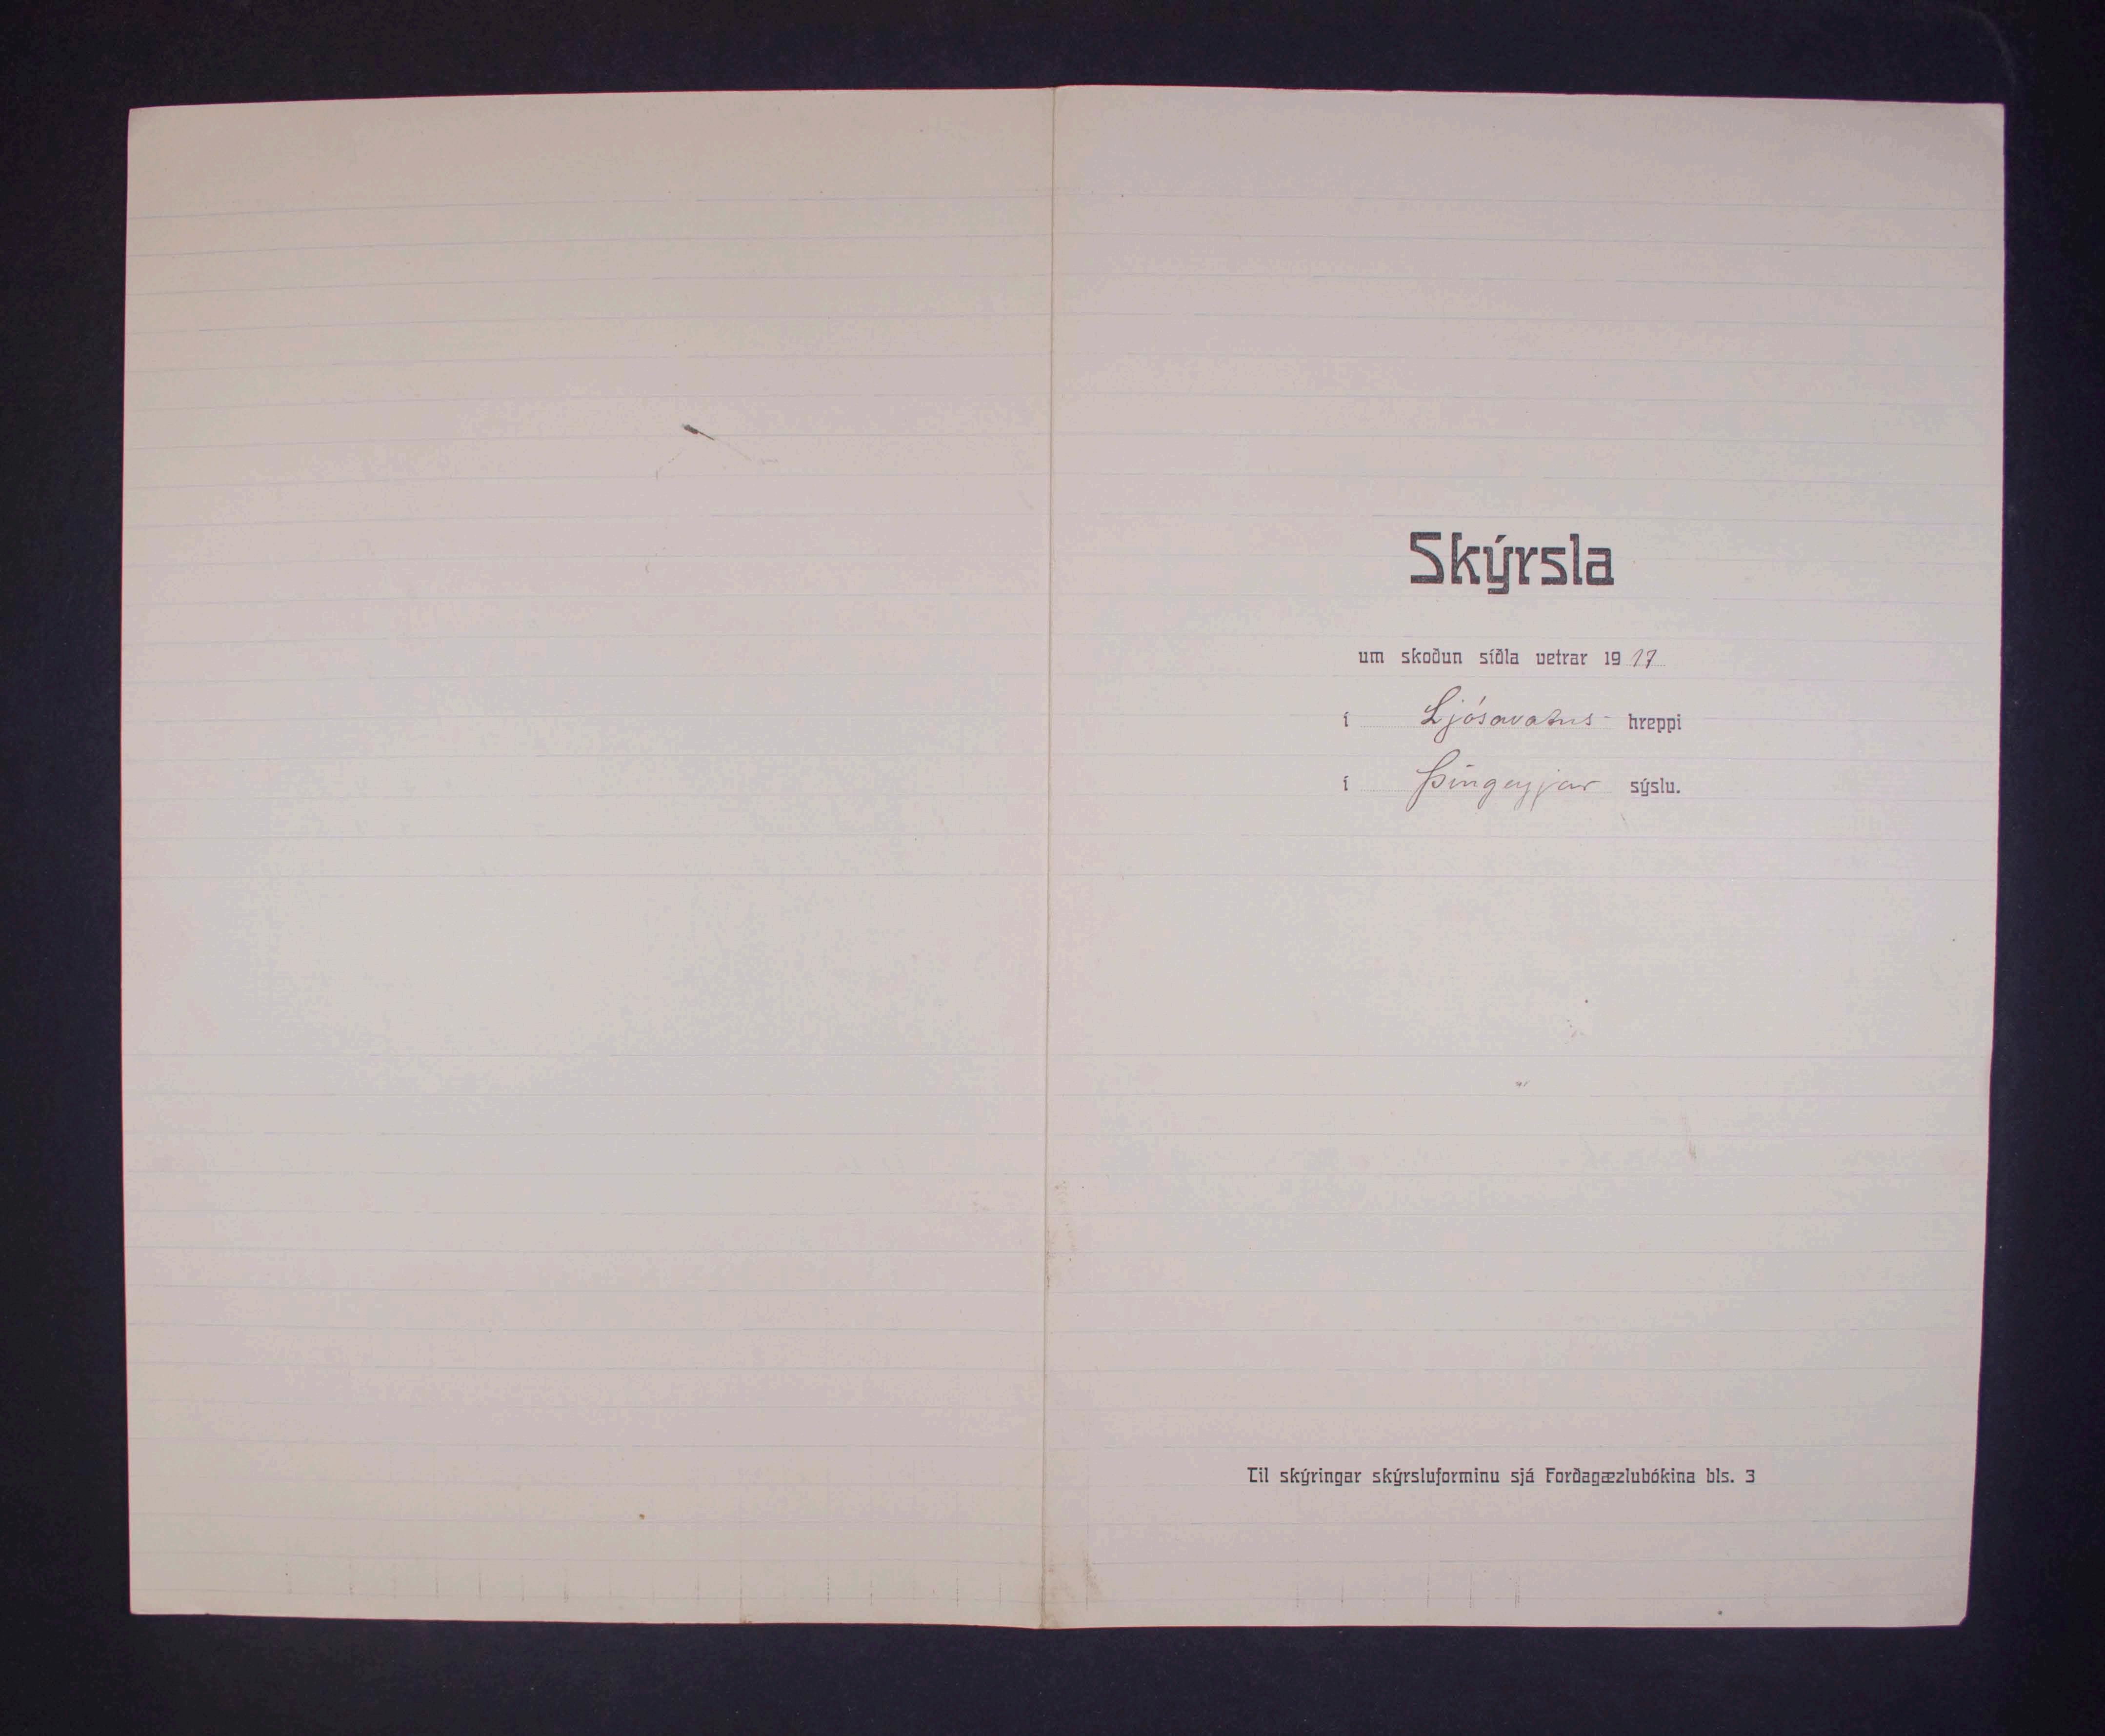 Skýrsla
um skoðun síðla vetrar 1917
í Ljósavatns- hreppi
í Þingeyjar sýslu.
Til skýringar skýrsluforminu sjá Forðagæzlubókina bls. 3